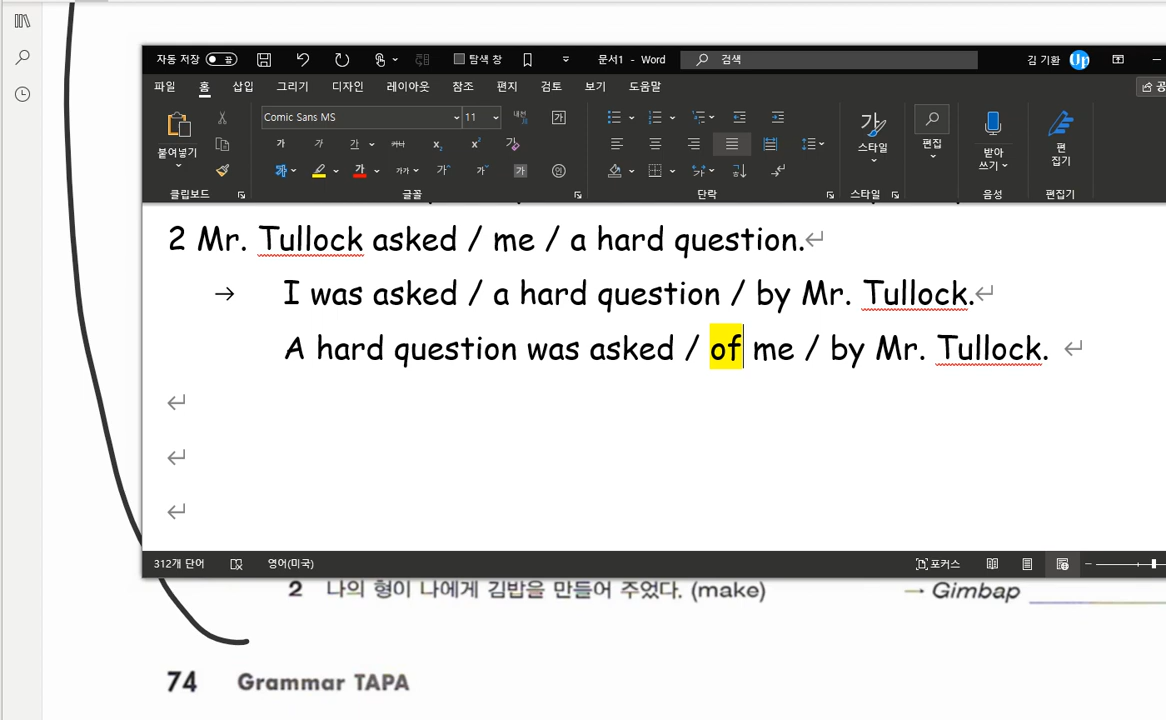 자동 저장 끔 탐색 창 문서1 - Word 검색 김 기환 Up
파일 홈 삽입 그리기 디자인 레이아웃 참조 편지 검토 보기 도움말
Comic Sans MS 11
붙여넣기 스타일 편집 받아쓰기 편집기
클립보드 글꼴 단락 스타일 음성 편집기
2 Mr. Tullock asked / me / a hard question.
→ I was asked / a hard question / by Mr. Tullock.
A hard question was asked / of me / by Mr. Tullock.
312개 단어 영어(미국) 포커스
2 나의 형이 나에게 김밥을 만들어 주었다. (make) → Gimbap
74 Grammar TAPA